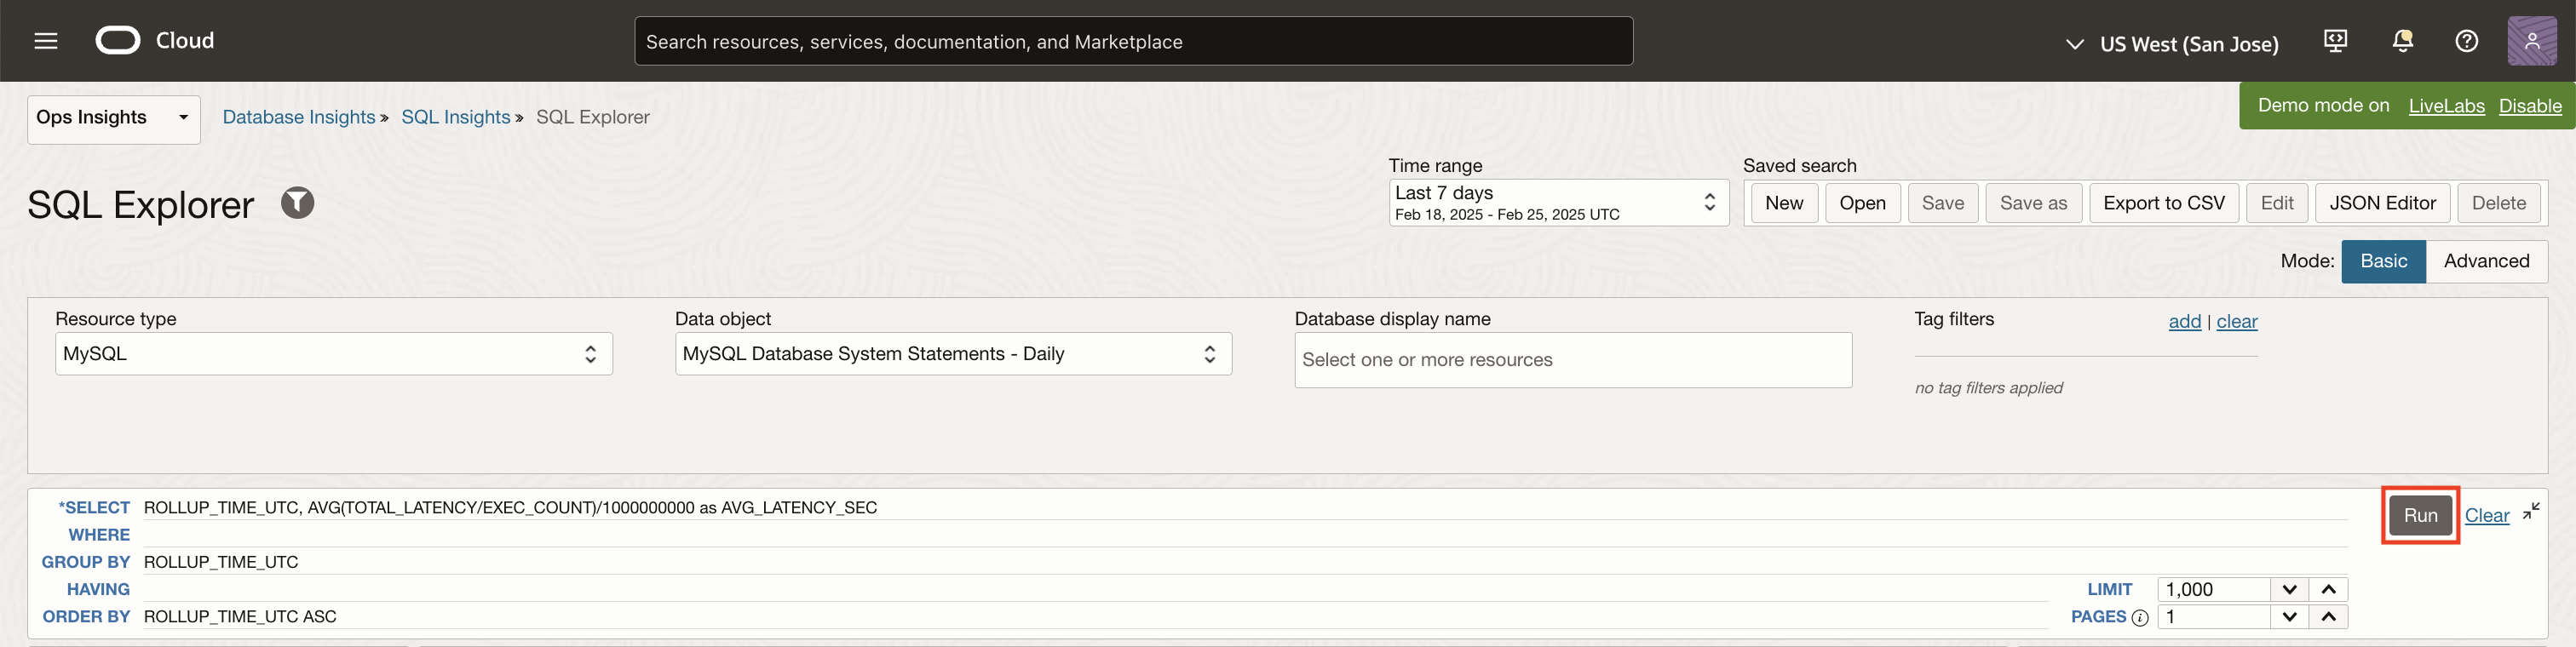 Cloud
Search resources, services, documentation, and Marketplace
US West (San Jose)
Ops Insights
Database Insights » SQL Insights » SQL Explorer
Demo mode on LiveLabs Disable
SQL Explorer
Time range
Last 7 days
Feb 18, 2025 - Feb 25, 2025 UTC
Saved search
New Open Save Save as Export to CSV Edit JSON Editor Delete
Mode: Basic Advanced
Resource type
MySQL
Data object
MySQL Database System Statements - Daily
Database display name
Select one or more resources
Tag filters add | clear
no tag filters applied
*SELECT ROLLUP_TIME_UTC, AVG(TOTAL_LATENCY/EXEC_COUNT)/1000000000 as AVG_LATENCY_SEC
Run Clear
WHERE
GROUP BY ROLLUP_TIME_UTC
HAVING
LIMIT 1,000
ORDER BY ROLLUP_TIME_UTC ASC
PAGES i 1